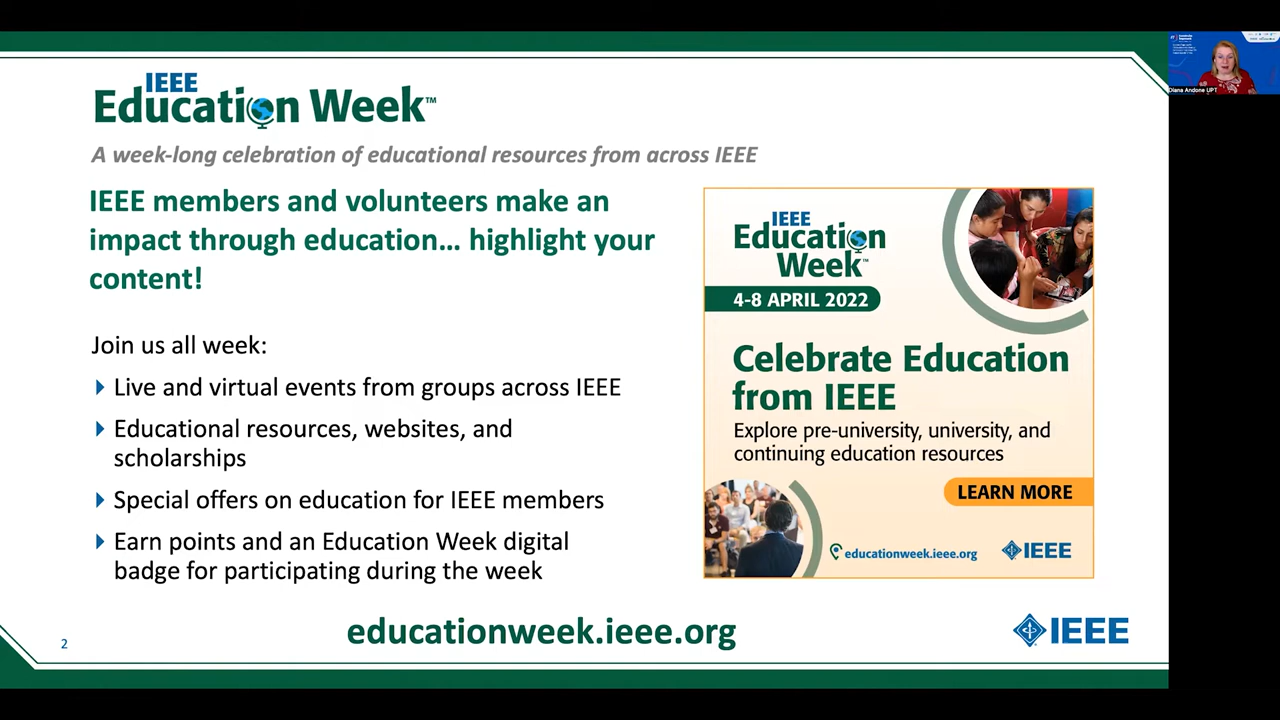 IEEE
Education Week™
A week-long celebration of educational resources from across IEEE
IEEE members and volunteers make an
impact through education… highlight your
content!
Join us all week:
Live and virtual events from groups across IEEE
Educational resources, websites, and
scholarships
Special offers on education for IEEE members
Earn points and an Education Week digital
badge for participating during the week
IEEE
Education
Week™
4-8 APRIL 2022
Celebrate Education
from IEEE
Explore pre-university, university, and
continuing education resources
LEARN MORE
educationweek.ieee.org
IEEE
educationweek.ieee.org
2
IEEE
Diana Andone UPT